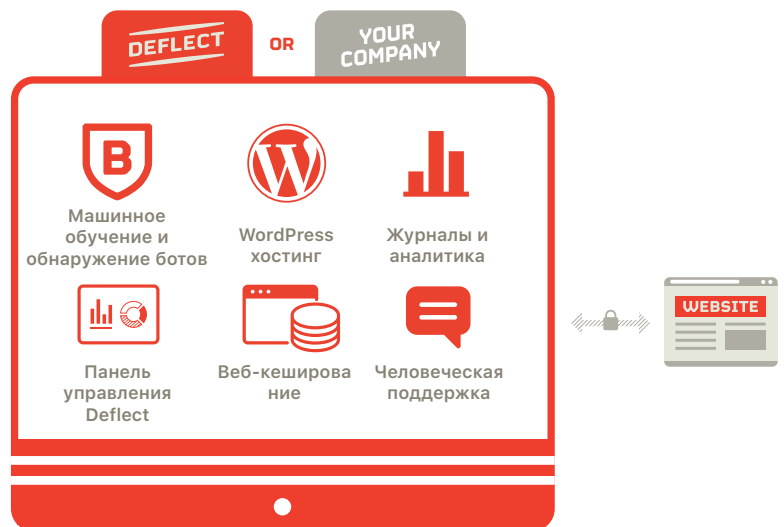 DEFLECT
OR
YOUR
COMPANY
B
Машинное
обучение и
обнаружение ботов
WordPress
хостинг
Журналы и
аналитика
Панель
управления
Deflect
Веб-кеширова
ние
Человеческая
поддержка
WEBSITE